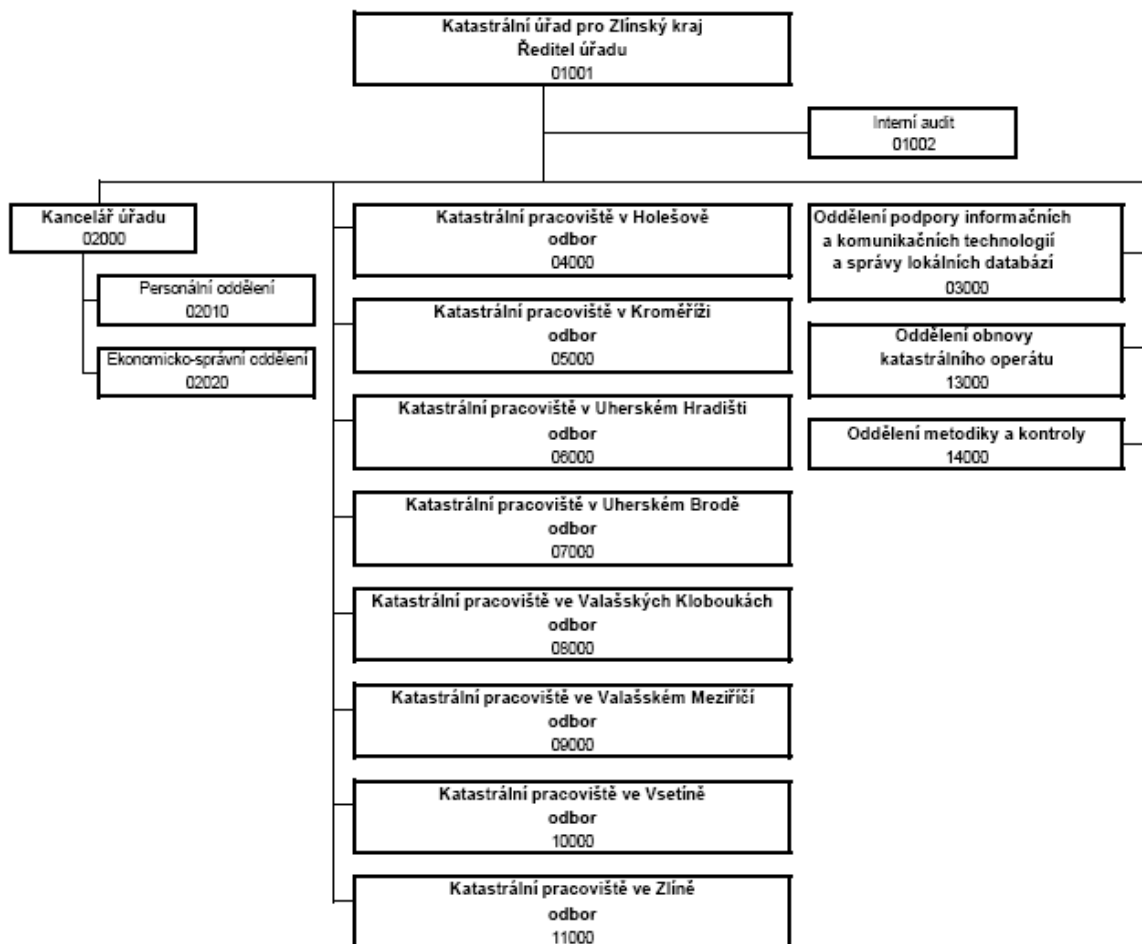 Katastrální úřad pro Zlínský kraj
Ředitel úřadu
01001
Interní audit
01002
Kancelář úřadu
02000
Personální oddělení
02010
Ekonomicko-správní oddělení
02020
Katastrální pracoviště v Holešově
odbor
04000
Katastrální pracoviště v Kroměříži
odbor
05000
Katastrální pracoviště v Uherském Hradišti
odbor
06000
Katastrální pracoviště v Uherském Brodě
odbor
07000
Katastrální pracoviště ve Valašských Kloboukách
odbor
08000
Katastrální pracoviště ve Valašském Meziříčí
odbor
09000
Katastrální pracoviště ve Vsetíně
odbor
10000
Katastrální pracoviště ve Zlíně
odbor
11000
Oddělení podpory informačních
a komunikačních technologií
a správy lokálních databází
03000
Oddělení obnovy
katastrálního operátu
13000
Oddělení metodiky a kontroly
14000